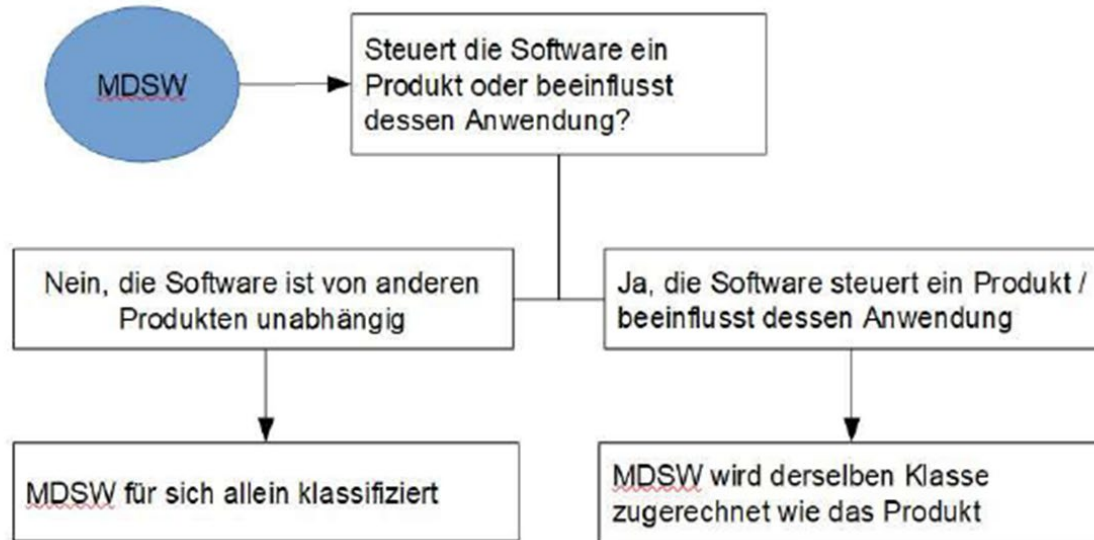 MDSW
Steuert die Software ein
Produkt oder beeinflusst
dessen Anwendung?
Nein, die Software ist von anderen
Produkten unabhängig
Ja, die Software steuert ein Produkt /
beeinflusst dessen Anwendung
MDSW für sich allein klassifiziert
MDSW wird derselben Klasse
zugerechnet wie das Produkt